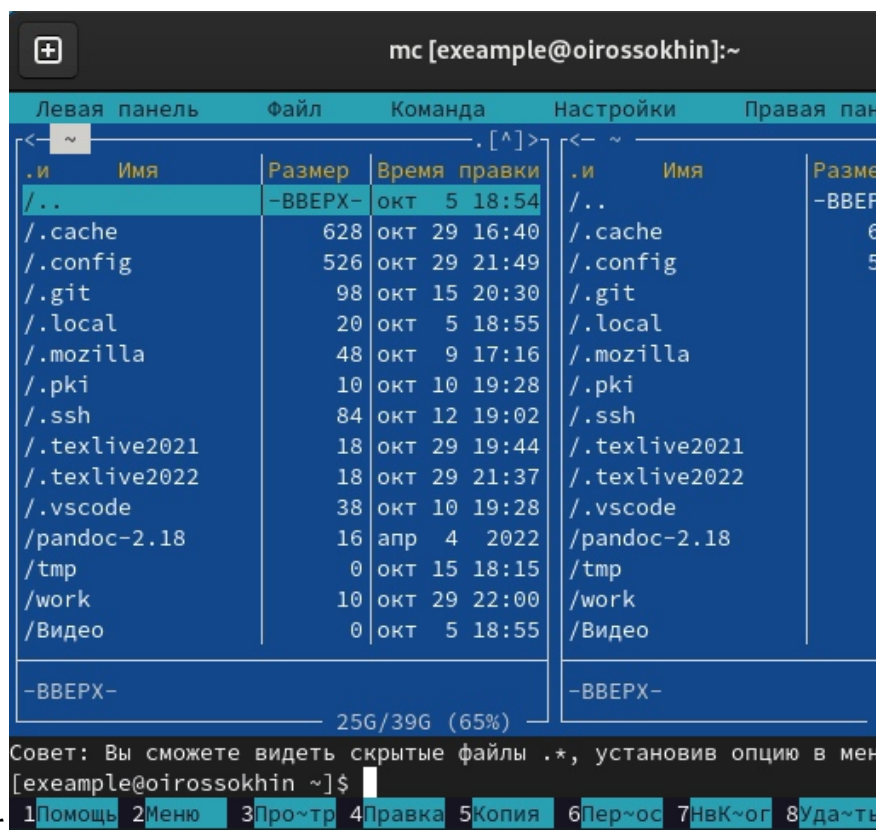 mc [exeample@oirossokhin]:~
Левая панель Файл Команда Настройки Правая пан
<— ~ .[^]> <— ~
.и Имя Размер Время правки .и Имя Разме
/.. -ВВЕРХ- окт 5 18:54 /.. -ВВЕР
/.cache 628 окт 29 16:40 /.cache 6
/.config 526 окт 29 21:49 /.config 5
/.git 98 окт 15 20:30 /.git
/.local 20 окт 5 18:55 /.local
/.mozilla 48 окт 9 17:16 /.mozilla
/.pki 10 окт 10 19:28 /.pki
/.ssh 84 окт 12 19:02 /.ssh
/.texlive2021 18 окт 29 19:44 /.texlive2021
/.texlive2022 18 окт 29 21:37 /.texlive2022
/.vscode 38 окт 10 19:28 /.vscode
/pandoc-2.18 16 апр 4 2022 /pandoc-2.18
/tmp 0 окт 15 18:15 /tmp
/work 10 окт 29 22:00 /work
/Видео 0 окт 5 18:55 /Видео
-ВВЕРХ- -ВВЕРХ-
25G/39G (65%)
Совет: Вы сможете видеть скрытые файлы .*, установив опцию в мен
[exeample@oirossokhin ~]$
1Помощь 2Меню 3Про~тр 4Правка 5Копия 6Пер~ос 7НвК~ог 8Уда~ть